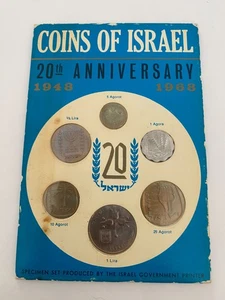 COINS OF ISRAEL
20th ANNIVERSARY
1948 1968
5 Agorot
½ Lira
1 Agora
20
ישראל
10 Agorot
25 Agorot
1 Lira
SPECIMEN SET PRODUCED BY THE ISRAEL GOVERNMENT PRINTER